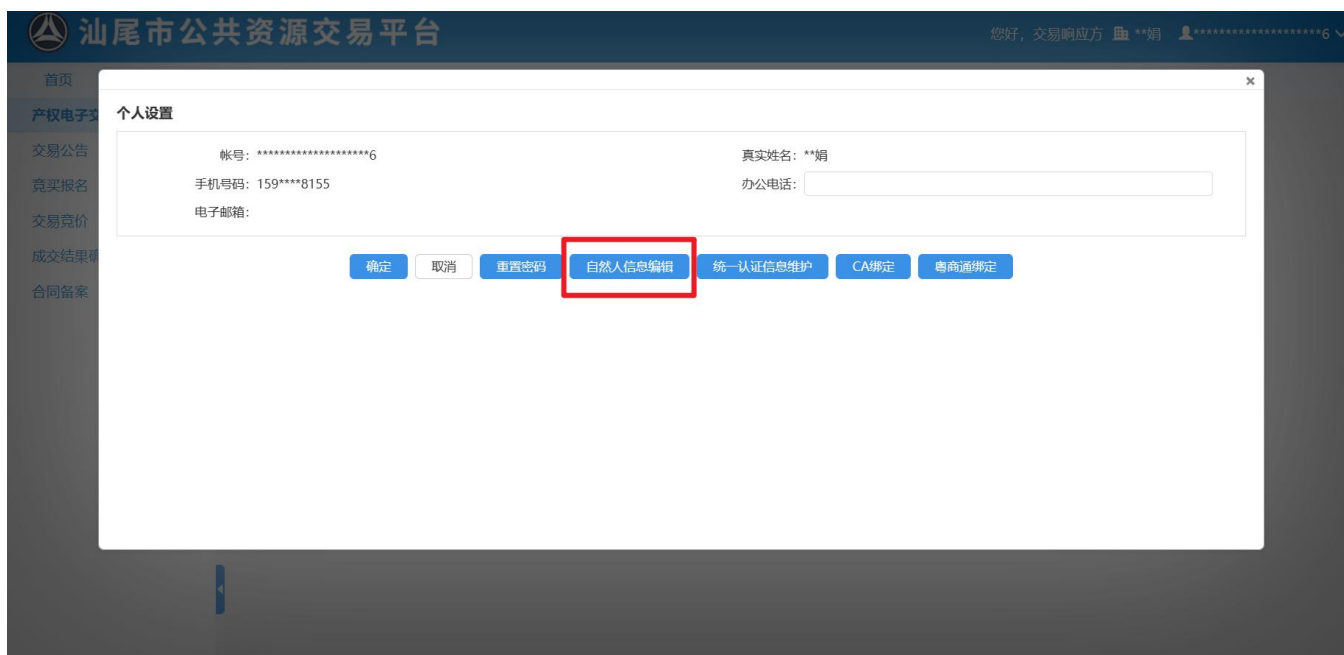 汕尾市公共资源交易平台
您好，交易响应方 **娟 ********************6
首页
产权电子交
交易公告
竞买报名
交易竞价
成交结果确
合同备案
×
个人设置
帐号：********************6
真实姓名：**娟
手机号码：159****8155
办公电话：
电子邮箱：
确定 取消 重置密码 自然人信息编辑 统一认证信息维护 CA绑定 粤商通绑定